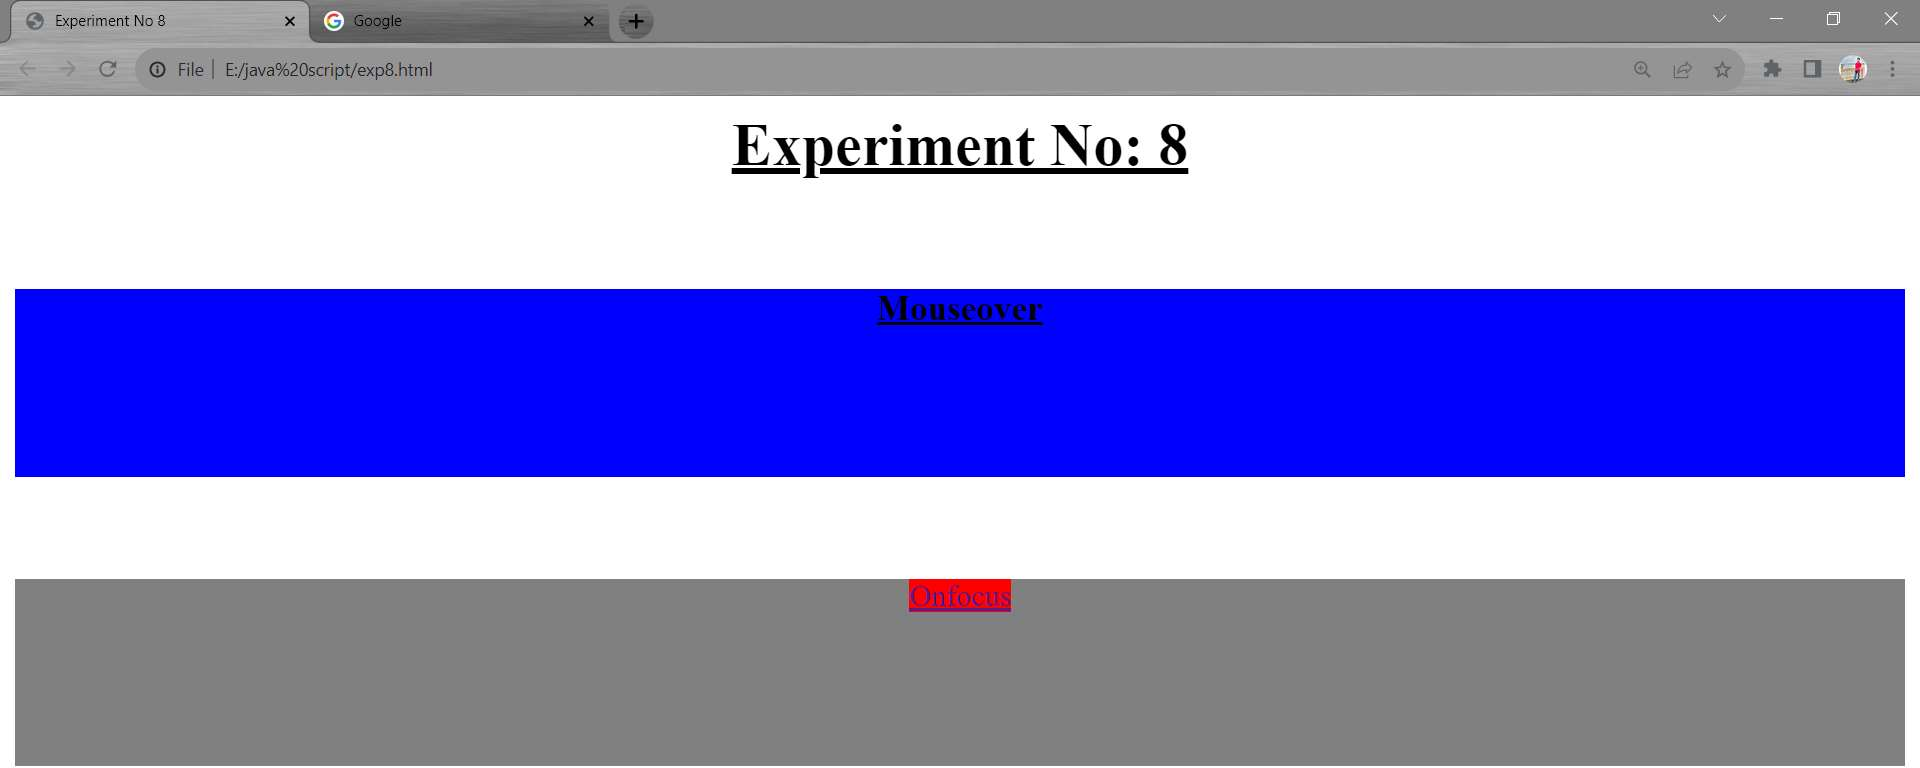 Experiment No 8
Google
File
E:/java%20script/exp8.html
Experiment No: 8
Mouseover
Onfocus